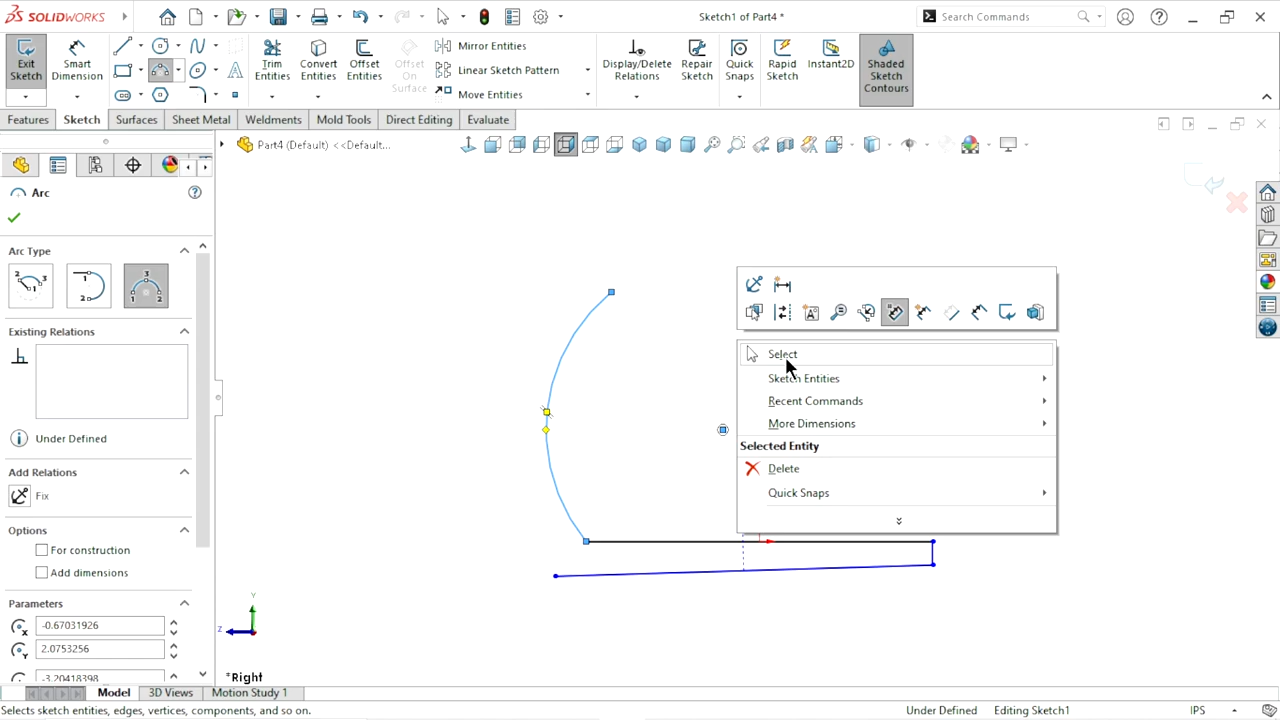 SOLIDWORKS
Sketch1 of Part4 *
Search Commands
Exit Sketch
Smart Dimension
Trim Entities
Convert Entities
Offset Entities
Offset On Surface
Mirror Entities
Linear Sketch Pattern
Move Entities
Display/Delete Relations
Repair Sketch
Quick Snaps
Rapid Sketch
Instant2D
Shaded Sketch Contours
Features
Sketch
Surfaces
Sheet Metal
Weldments
Mold Tools
Direct Editing
Evaluate
Part4 (Default) <<Default...
Arc
Arc Type
Existing Relations
Under Defined
Add Relations
Fix
Options
For construction
Add dimensions
Parameters
-0.67031926
2.0753256
-3.20418398
Select
Sketch Entities
Recent Commands
More Dimensions
Selected Entity
Delete
Quick Snaps
Y
Z
*Right
Model
3D Views
Motion Study 1
Selects sketch entities, edges, vertices, components, and so on.
Under Defined
Editing Sketch1
IPS